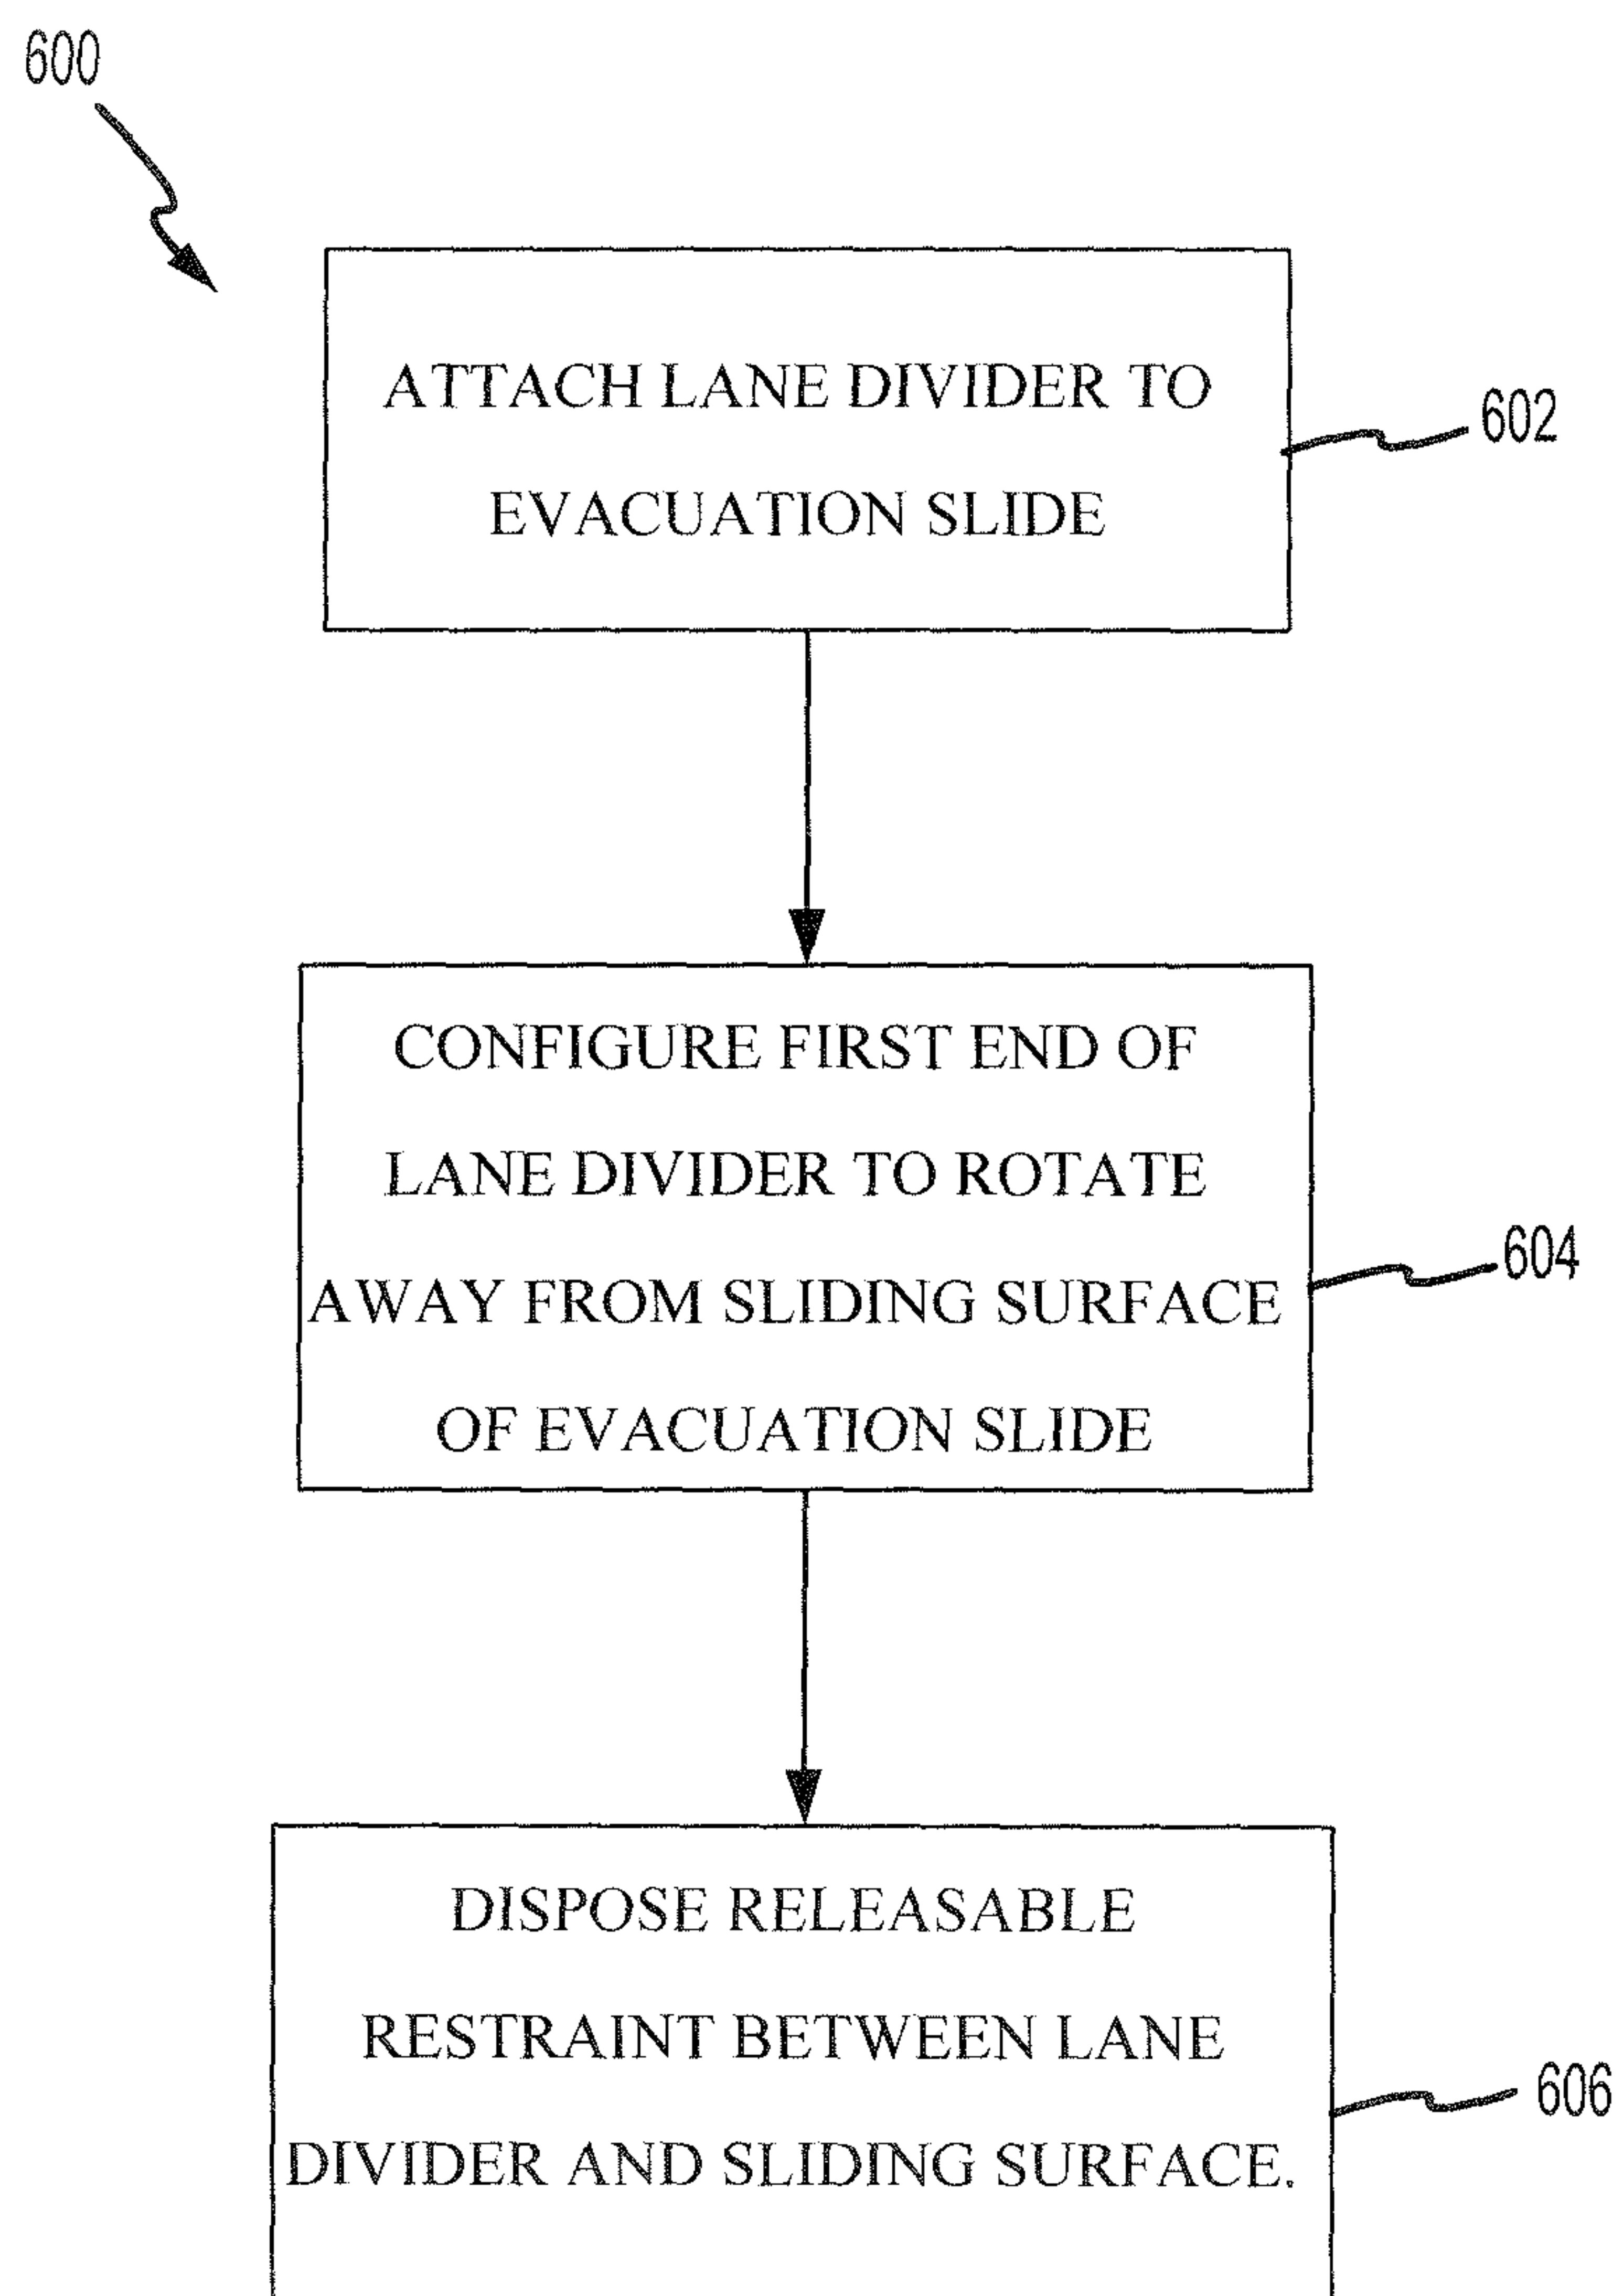 600
ATTACH LANE DIVIDER TO
EVACUATION SLIDE
602
CONFIGURE FIRST END OF
LANE DIVIDER TO ROTATE
AWAY FROM SLIDING SURFACE
OF EVACUATION SLIDE
604
DISPOSE RELEASABLE
RESTRAINT BETWEEN LANE
DIVIDER AND SLIDING SURFACE.
606